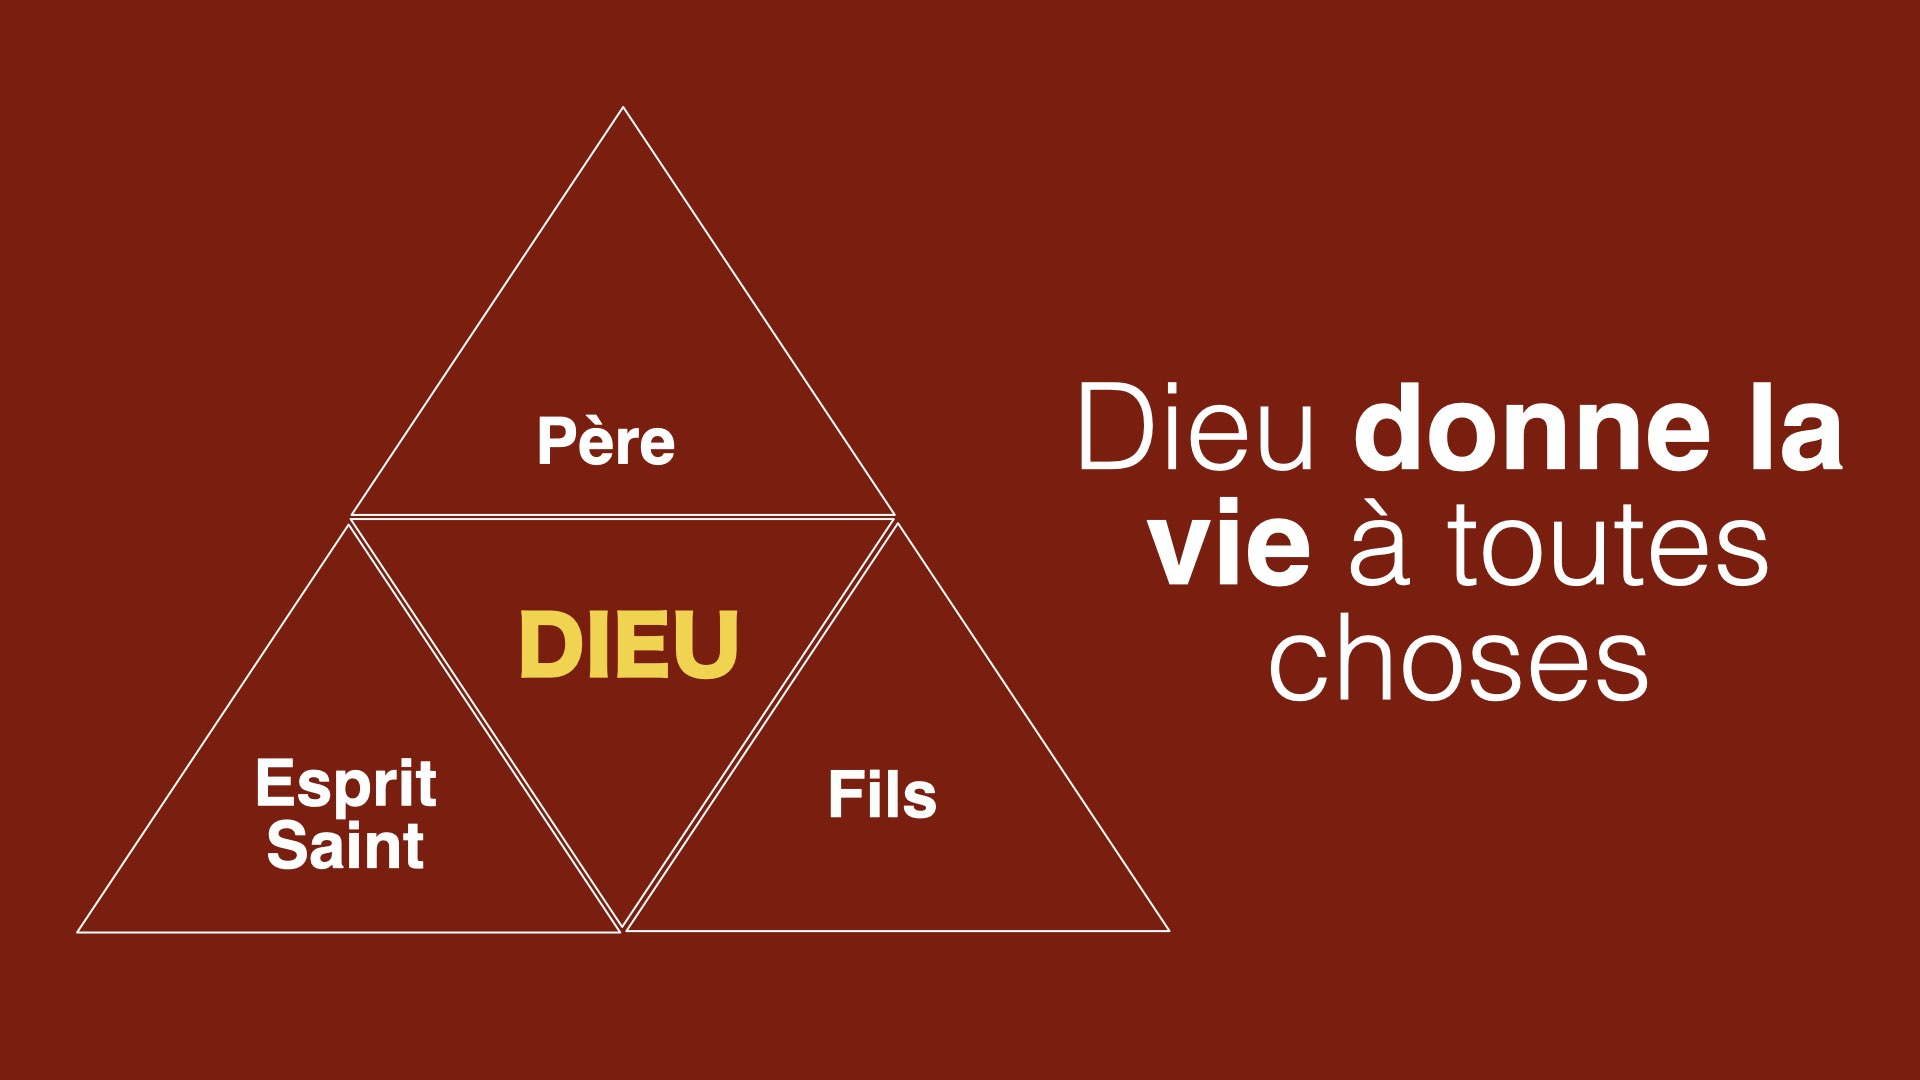 Père
DIEU
Esprit
Saint
Fils
Dieu donne la
vie à toutes
choses